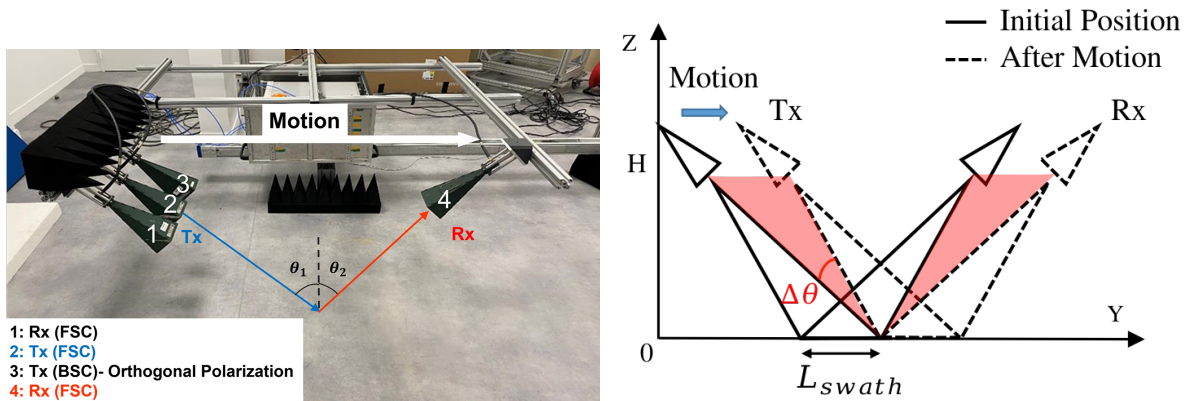 Motion
3
2
1
Tx
4
Rx
θ₁
θ₂
1: Rx (FSC)
2: Tx (FSC)
3: Tx (BSC)- Orthogonal Polarization
4: Rx (FSC)
Initial Position
After Motion
Z
Motion
Tx
Rx
H
Δθ
Y
0
L_swath